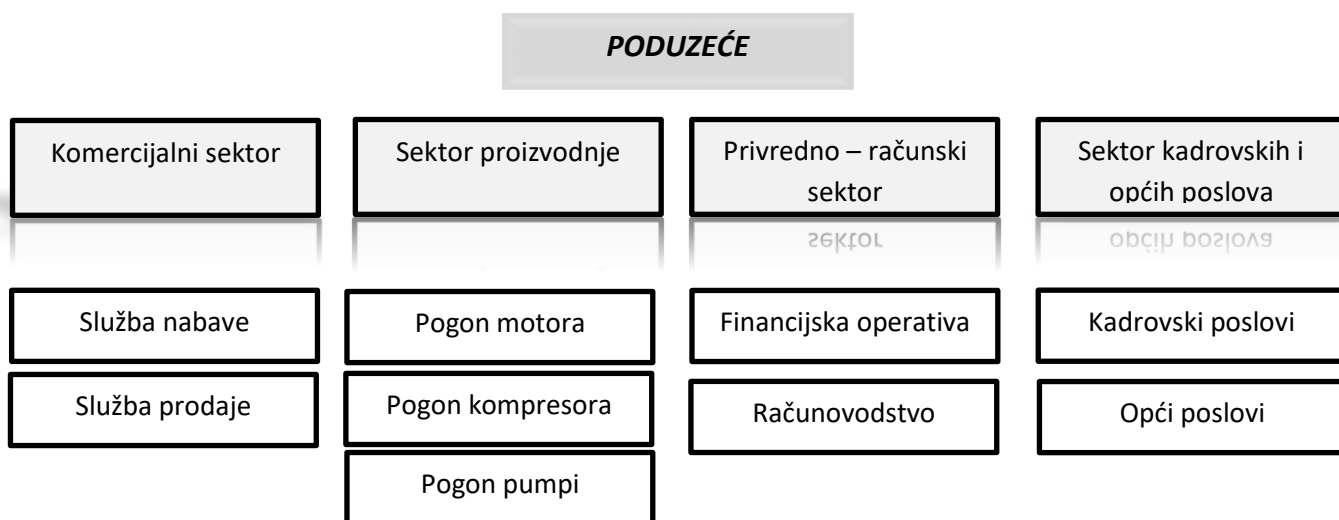 PODUZEĆE
Komercijalni sektor
Sektor proizvodnje
Privredno – računski
sektor
Sektor kadrovskih i
općih poslova
Služba nabave
Pogon motora
Financijska operativa
Kadrovski poslovi
Služba prodaje
Pogon kompresora
Računovodstvo
Opći poslovi
Pogon pumpi